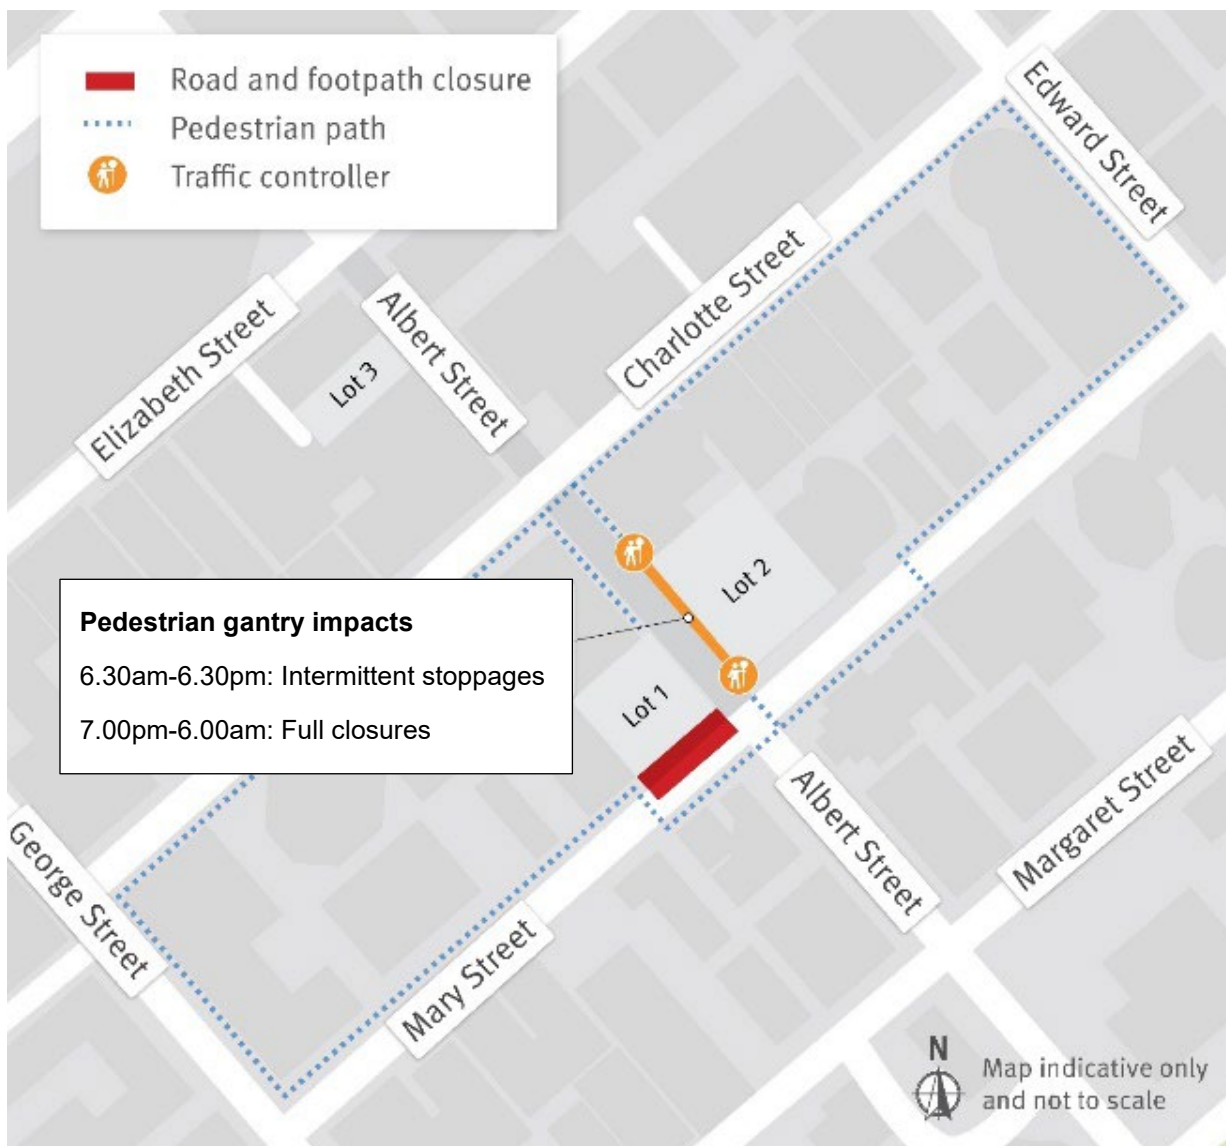 Road and footpath closure
Pedestrian path
Traffic controller
Edward Street
Charlotte Street
Elizabeth Street
Albert Street
Lot 3
Lot 2
Pedestrian gantry impacts
6.30am-6.30pm: Intermittent stoppages
7.00pm-6.00am: Full closures
Lot 1
Albert Street
Margaret Street
George Street
Mary Street
N
Map indicative only
and not to scale